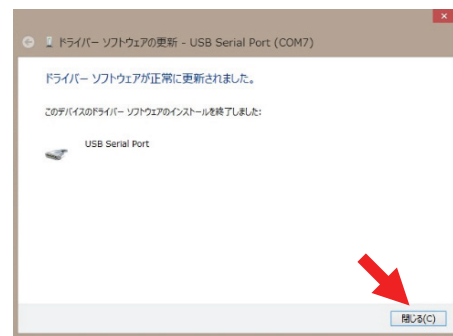 ドライバー ソフトウェアの更新 - USB Serial Port (COM7)
ドライバー ソフトウェアが正常に更新されました。
このデバイスのドライバー ソフトウェアのインストールを終了しました:
USB Serial Port
閉じる(C)